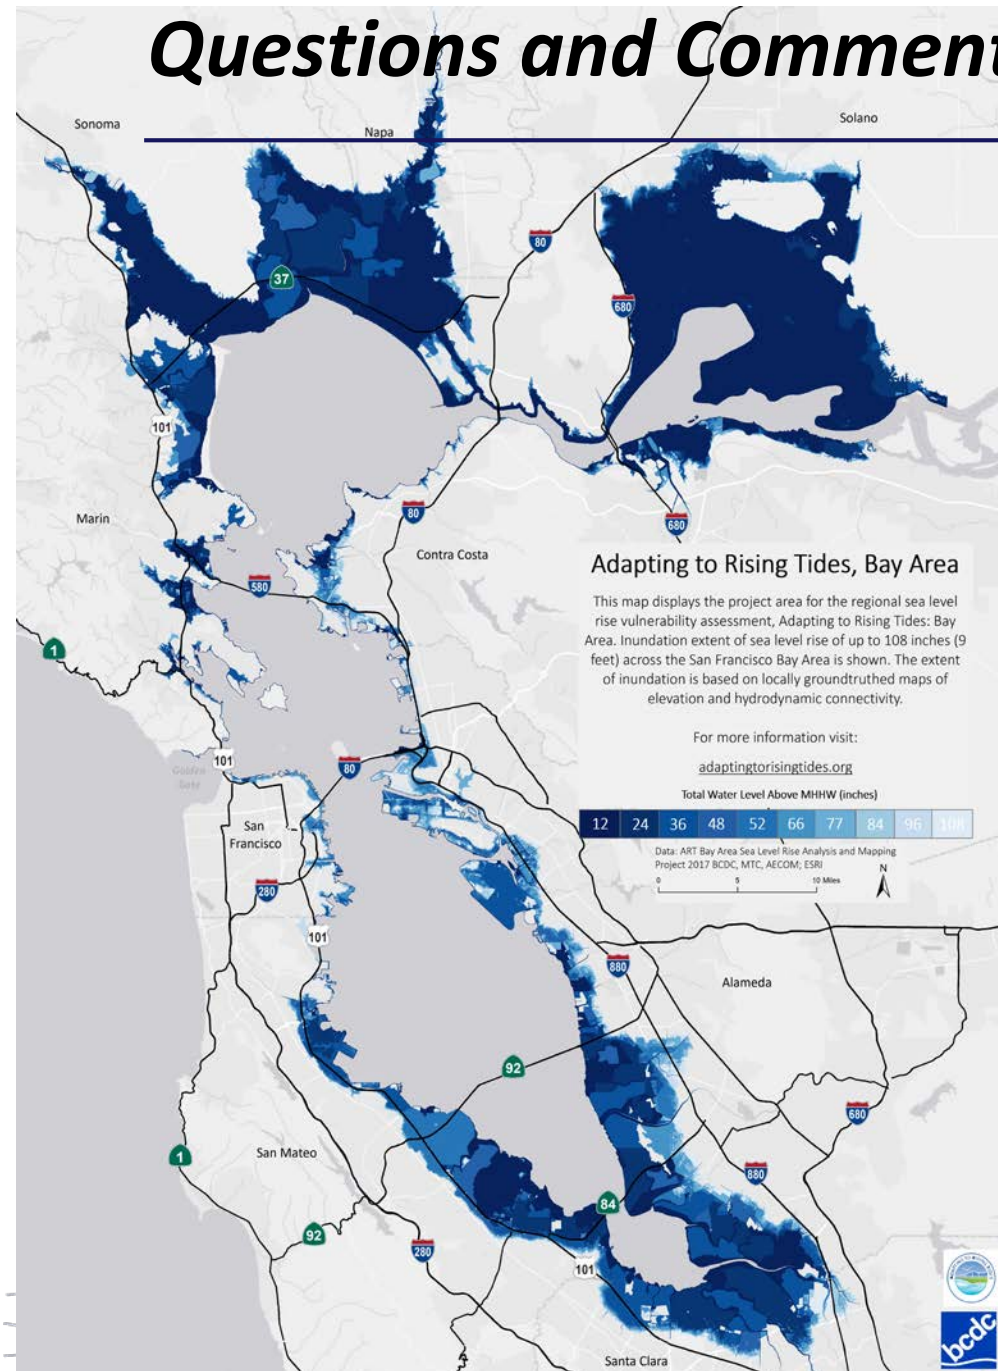 Questions and Comment
Sonoma
Napa
Solano
80
37
680
101
Marin
80
680
Contra Costa
580
1
Adapting to Rising Tides, Bay Area
This map displays the project area for the regional sea level
rise vulnerability assessment, Adapting to Rising Tides: Bay
Area. Inundation extent of sea level rise of up to 108 inches (9
feet) across the San Francisco Bay Area is shown. The extent
of inundation is based on locally groundtruthed maps of
elevation and hydrodynamic connectivity.
For more information visit:
adaptingtorisingtides.org
Total Water Level Above MHHW (inches)
12 24 36 48 52 66 77 84 96 108
Data: ART Bay Area Sea Level Rise Analysis and Mapping
Project 2017 BCDC, MTC, AECOM; ESRI
0 5 10 Miles
N
101
Golden
Gate
80
San
Francisco
280
101
880
Alameda
92
680
1
San Mateo
880
84
92
280
101
Santa Clara
bcdc